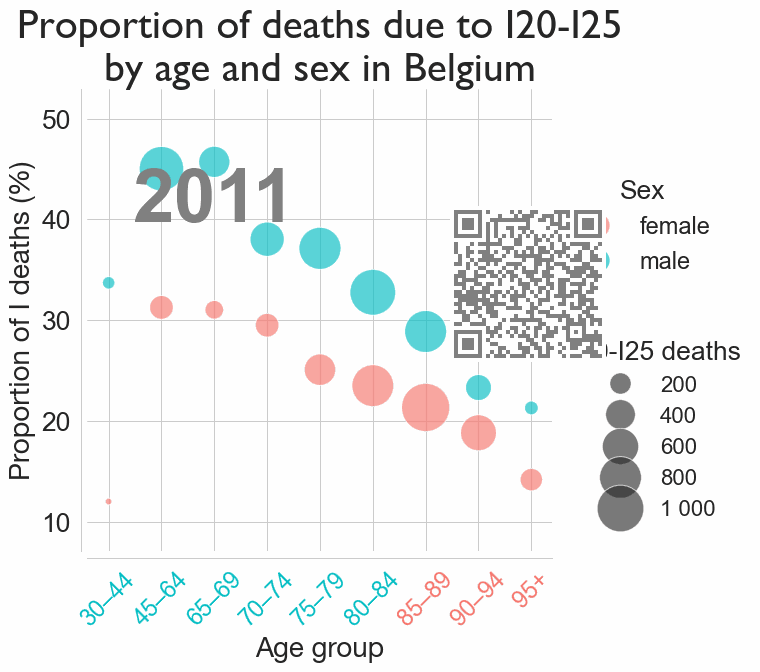 Proportion of deaths due to I20-I25
by age and sex in Belgium
50
40
30
20
10
Proportion of I deaths (%)
2011
30–44
45–64
65–69
70–74
75–79
80–84
85–89
90–94
95+
Age group
Sex
female
male
-I25 deaths
200
400
600
800
1 000